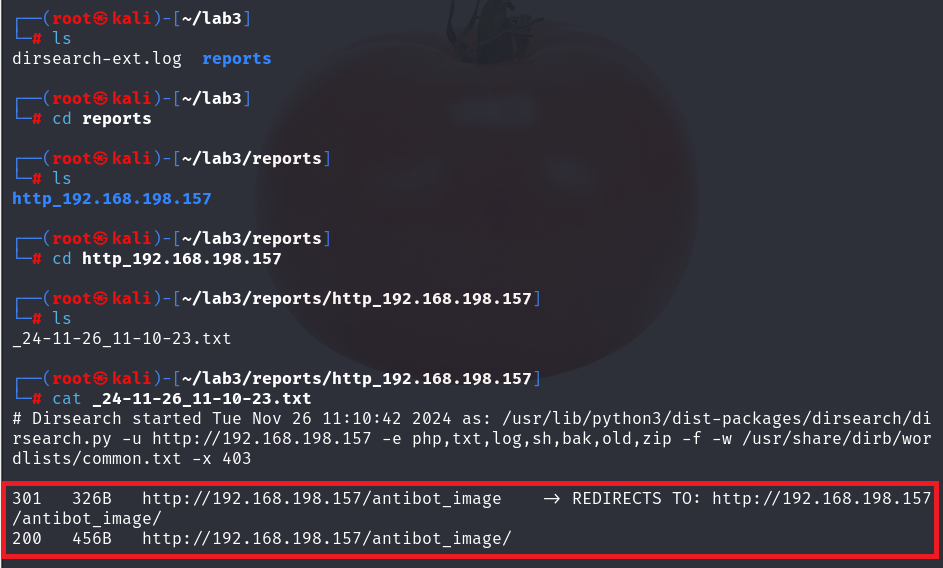 ┌──(root㉿kali)-[~/lab3]
└─# ls
dirsearch-ext.log  reports
┌──(root㉿kali)-[~/lab3]
└─# cd reports
┌──(root㉿kali)-[~/lab3/reports]
└─# ls
http_192.168.198.157
┌──(root㉿kali)-[~/lab3/reports]
└─# cd http_192.168.198.157
┌──(root㉿kali)-[~/lab3/reports/http_192.168.198.157]
└─# ls
_24-11-26_11-10-23.txt
┌──(root㉿kali)-[~/lab3/reports/http_192.168.198.157]
└─# cat _24-11-26_11-10-23.txt
# Dirsearch started Tue Nov 26 11:10:42 2024 as: /usr/lib/python3/dist-packages/dirsearch/di
rsearch.py -u http://192.168.198.157 -e php,txt,log,sh,bak,old,zip -f -w /usr/share/dirb/wor
dlists/common.txt -x 403
301   326B   http://192.168.198.157/antibot_image    -> REDIRECTS TO: http://192.168.198.157
/antibot_image/
200   456B   http://192.168.198.157/antibot_image/